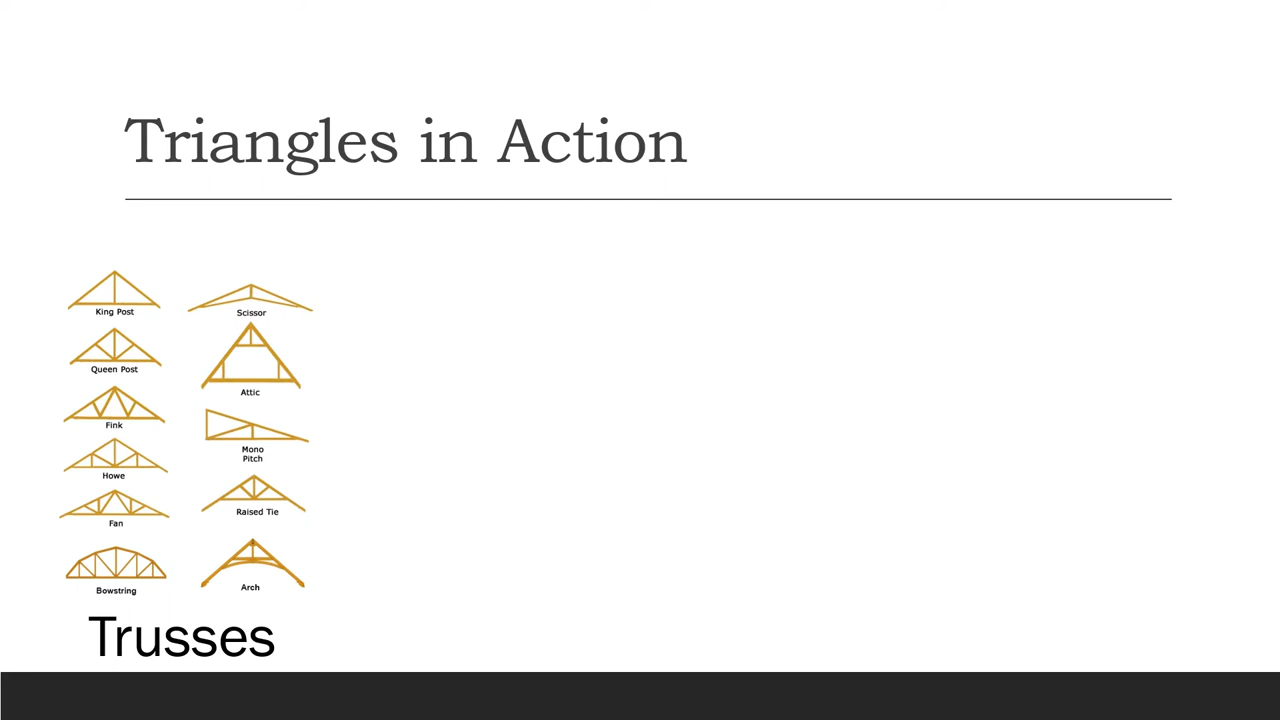 Triangles in Action
King Post
Queen Post
Fink
Howe
Fan
Bowstring
Scissor
Attic
Mono
Pitch
Raised Tie
Arch
Trusses